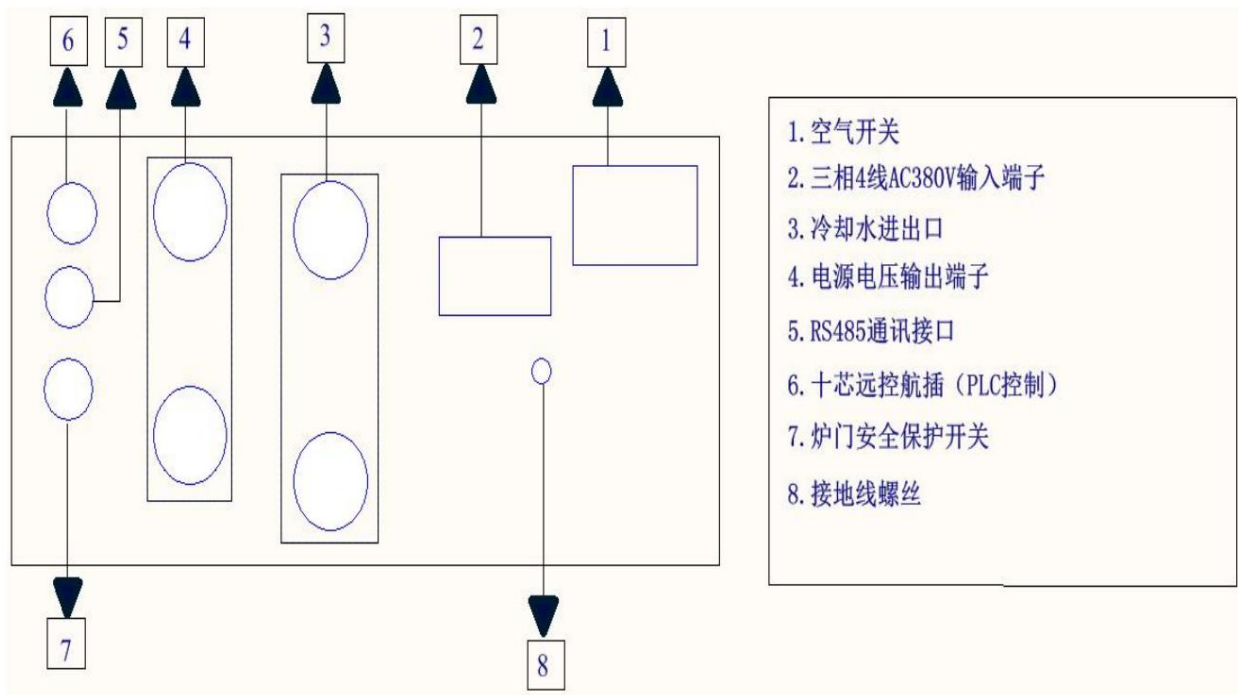 6 5 4 3 2 1
1.空气开关
2.三相4线AC380V输入端子
3.冷却水进出口
4.电源电压输出端子
5.RS485通讯接口
6.十芯远控航插（PLC控制）
7.炉门安全保护开关
8.接地线螺丝
7 8